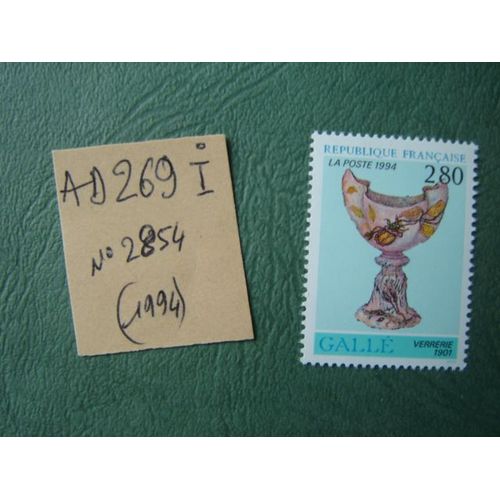 AD269 I
N° 2854
(1994)
REPUBLIQUE FRANÇAISE
LA POSTE 1994
2,80
GALLÉ
VERRERIE
1901